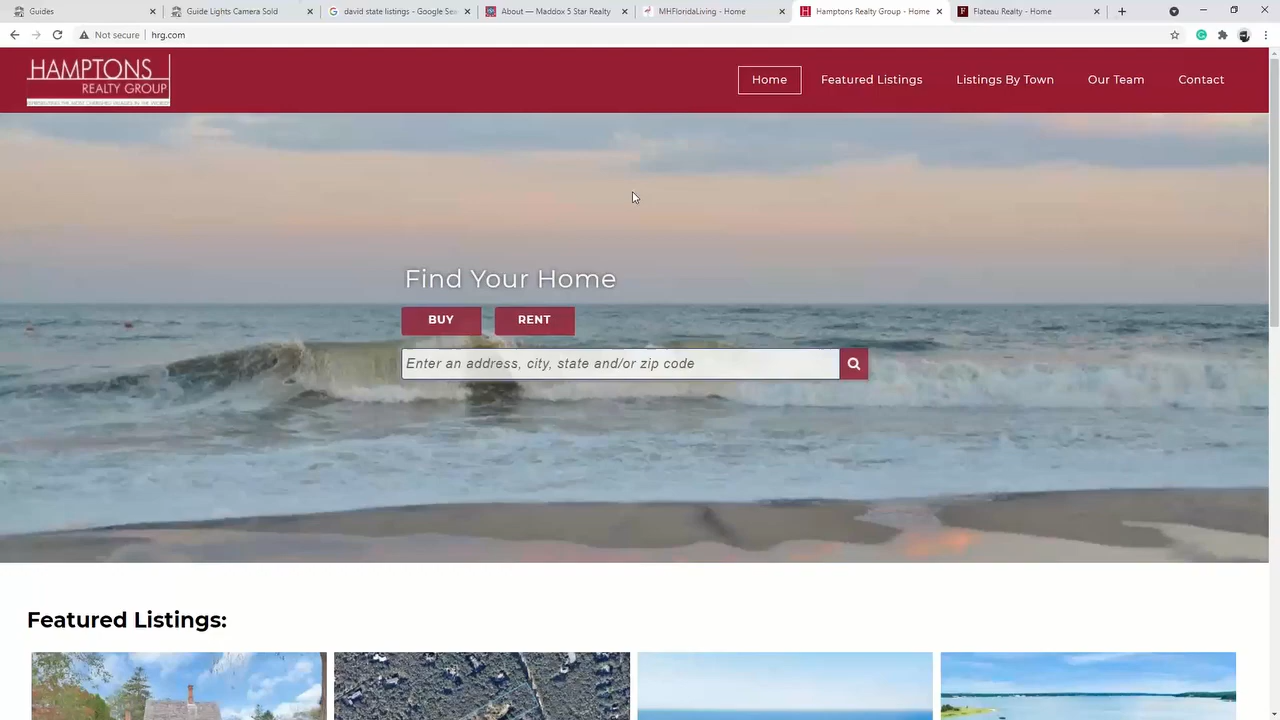 Guides
Guide Lights Camera Sold
david state listings - Google Sea
About — Maddox 5 Star Realty
MHFloridaLiving - Home
Hamptons Realty Group - Home
Flateau Realty - Home
Not secure
hrg.com
HAMPTONS
REALTY GROUP
Home
Featured Listings
Listings By Town
Our Team
Contact
Find Your Home
BUY
RENT
Enter an address, city, state and/or zip code
Featured Listings: